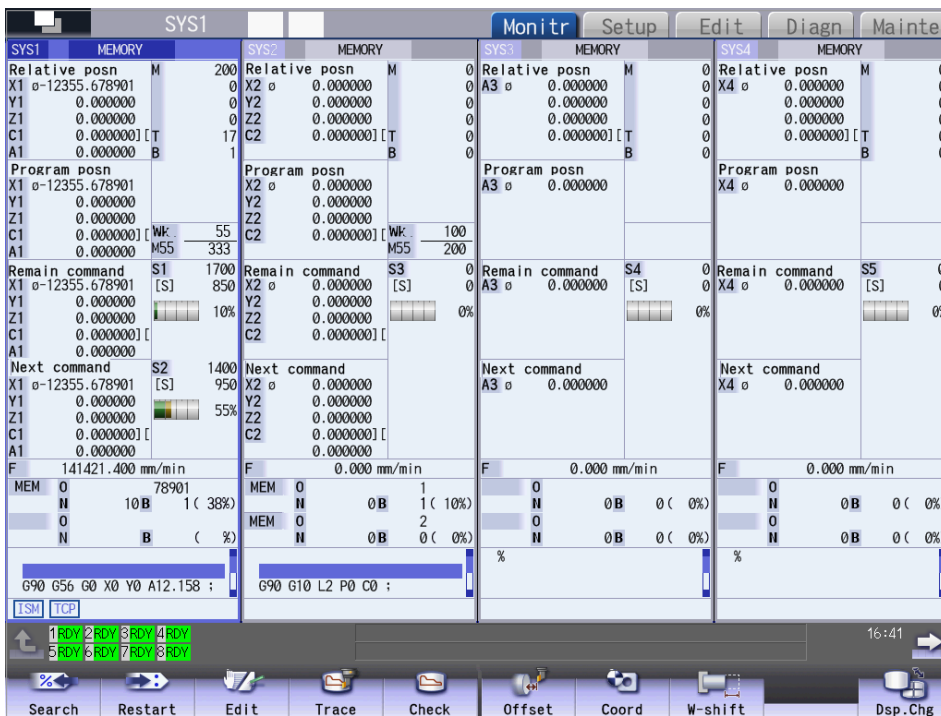 SYS1
Monitr Setup Edit Diagn Mainte
SYS1 MEMORY
Relative posn M 200
X1 ø-12355.678901 0
Y1 0.000000 0
Z1 0.000000 0
C1 0.000000][ T 17
A1 0.000000 B 1
Program posn
X1 ø-12355.678901
Y1 0.000000
Z1 0.000000
C1 0.000000][ Wk. 55
A1 0.000000 M55 333
Remain command S1 1700
X1 ø-12355.678901 [S] 850
Y1 0.000000
Z1 0.000000 10%
C1 0.000000][
A1 0.000000
Next command S2 1400
X1 ø-12355.678901 [S] 950
Y1 0.000000
Z1 0.000000 55%
C1 0.000000][
A1 0.000000
F 141421.400 mm/min
MEM O 78901
N 10 B 1( 38%)
O
N B ( %)
G90 G56 G0 X0 Y0 A12.158 ;
ISM TCP
SYS2 MEMORY
Relative posn M 0
X2 ø 0.000000 0
Y2 0.000000 0
Z2 0.000000 0
C2 0.000000][ T 0
B 0
Program posn
X2 ø 0.000000
Y2 0.000000
Z2 0.000000
C2 0.000000][ Wk. 100
M55 200
Remain command S3 0
X2 ø 0.000000 [S] 0
Y2 0.000000
Z2 0.000000 0%
C2 0.000000][
Next command
X2 ø 0.000000
Y2 0.000000
Z2 0.000000
C2 0.000000][
0.000000
F 0.000 mm/min
MEM O 1
N 0 B 1( 10%)
MEM O 2
N 0 B 0( 0%)
G90 G10 L2 P0 C0 ;
SYS3 MEMORY
Relative posn M 0
A3 ø 0.000000 0
0.000000 0
0.000000 0
0.000000][ T 0
B 0
Program posn
A3 ø 0.000000
Remain command S4 0
A3 ø 0.000000 [S] 0
0%
Next command
A3 ø 0.000000
F 0.000 mm/min
O
N 0 B 0( 0%)
O
N 0 B 0( 0%)
%
SYS4 MEMORY
Relative posn M 0
X4 ø 0.000000 0
0.000000 0
0.000000 0
0.000000][ T 0
B 0
Program posn
X4 ø 0.000000
Remain command S5 0
X4 ø 0.000000 [S] 0
0%
Next command
X4 ø 0.000000
F 0.000 mm/min
O
N 0 B 0( 0%
O
N 0 B 0( 0%
%
1 RDY 2 RDY 3 RDY 4 RDY 16:41
5 RDY 6 RDY 7 RDY 8 RDY
Search Restart Edit Trace Check Offset Coord W-shift Dsp.Chg